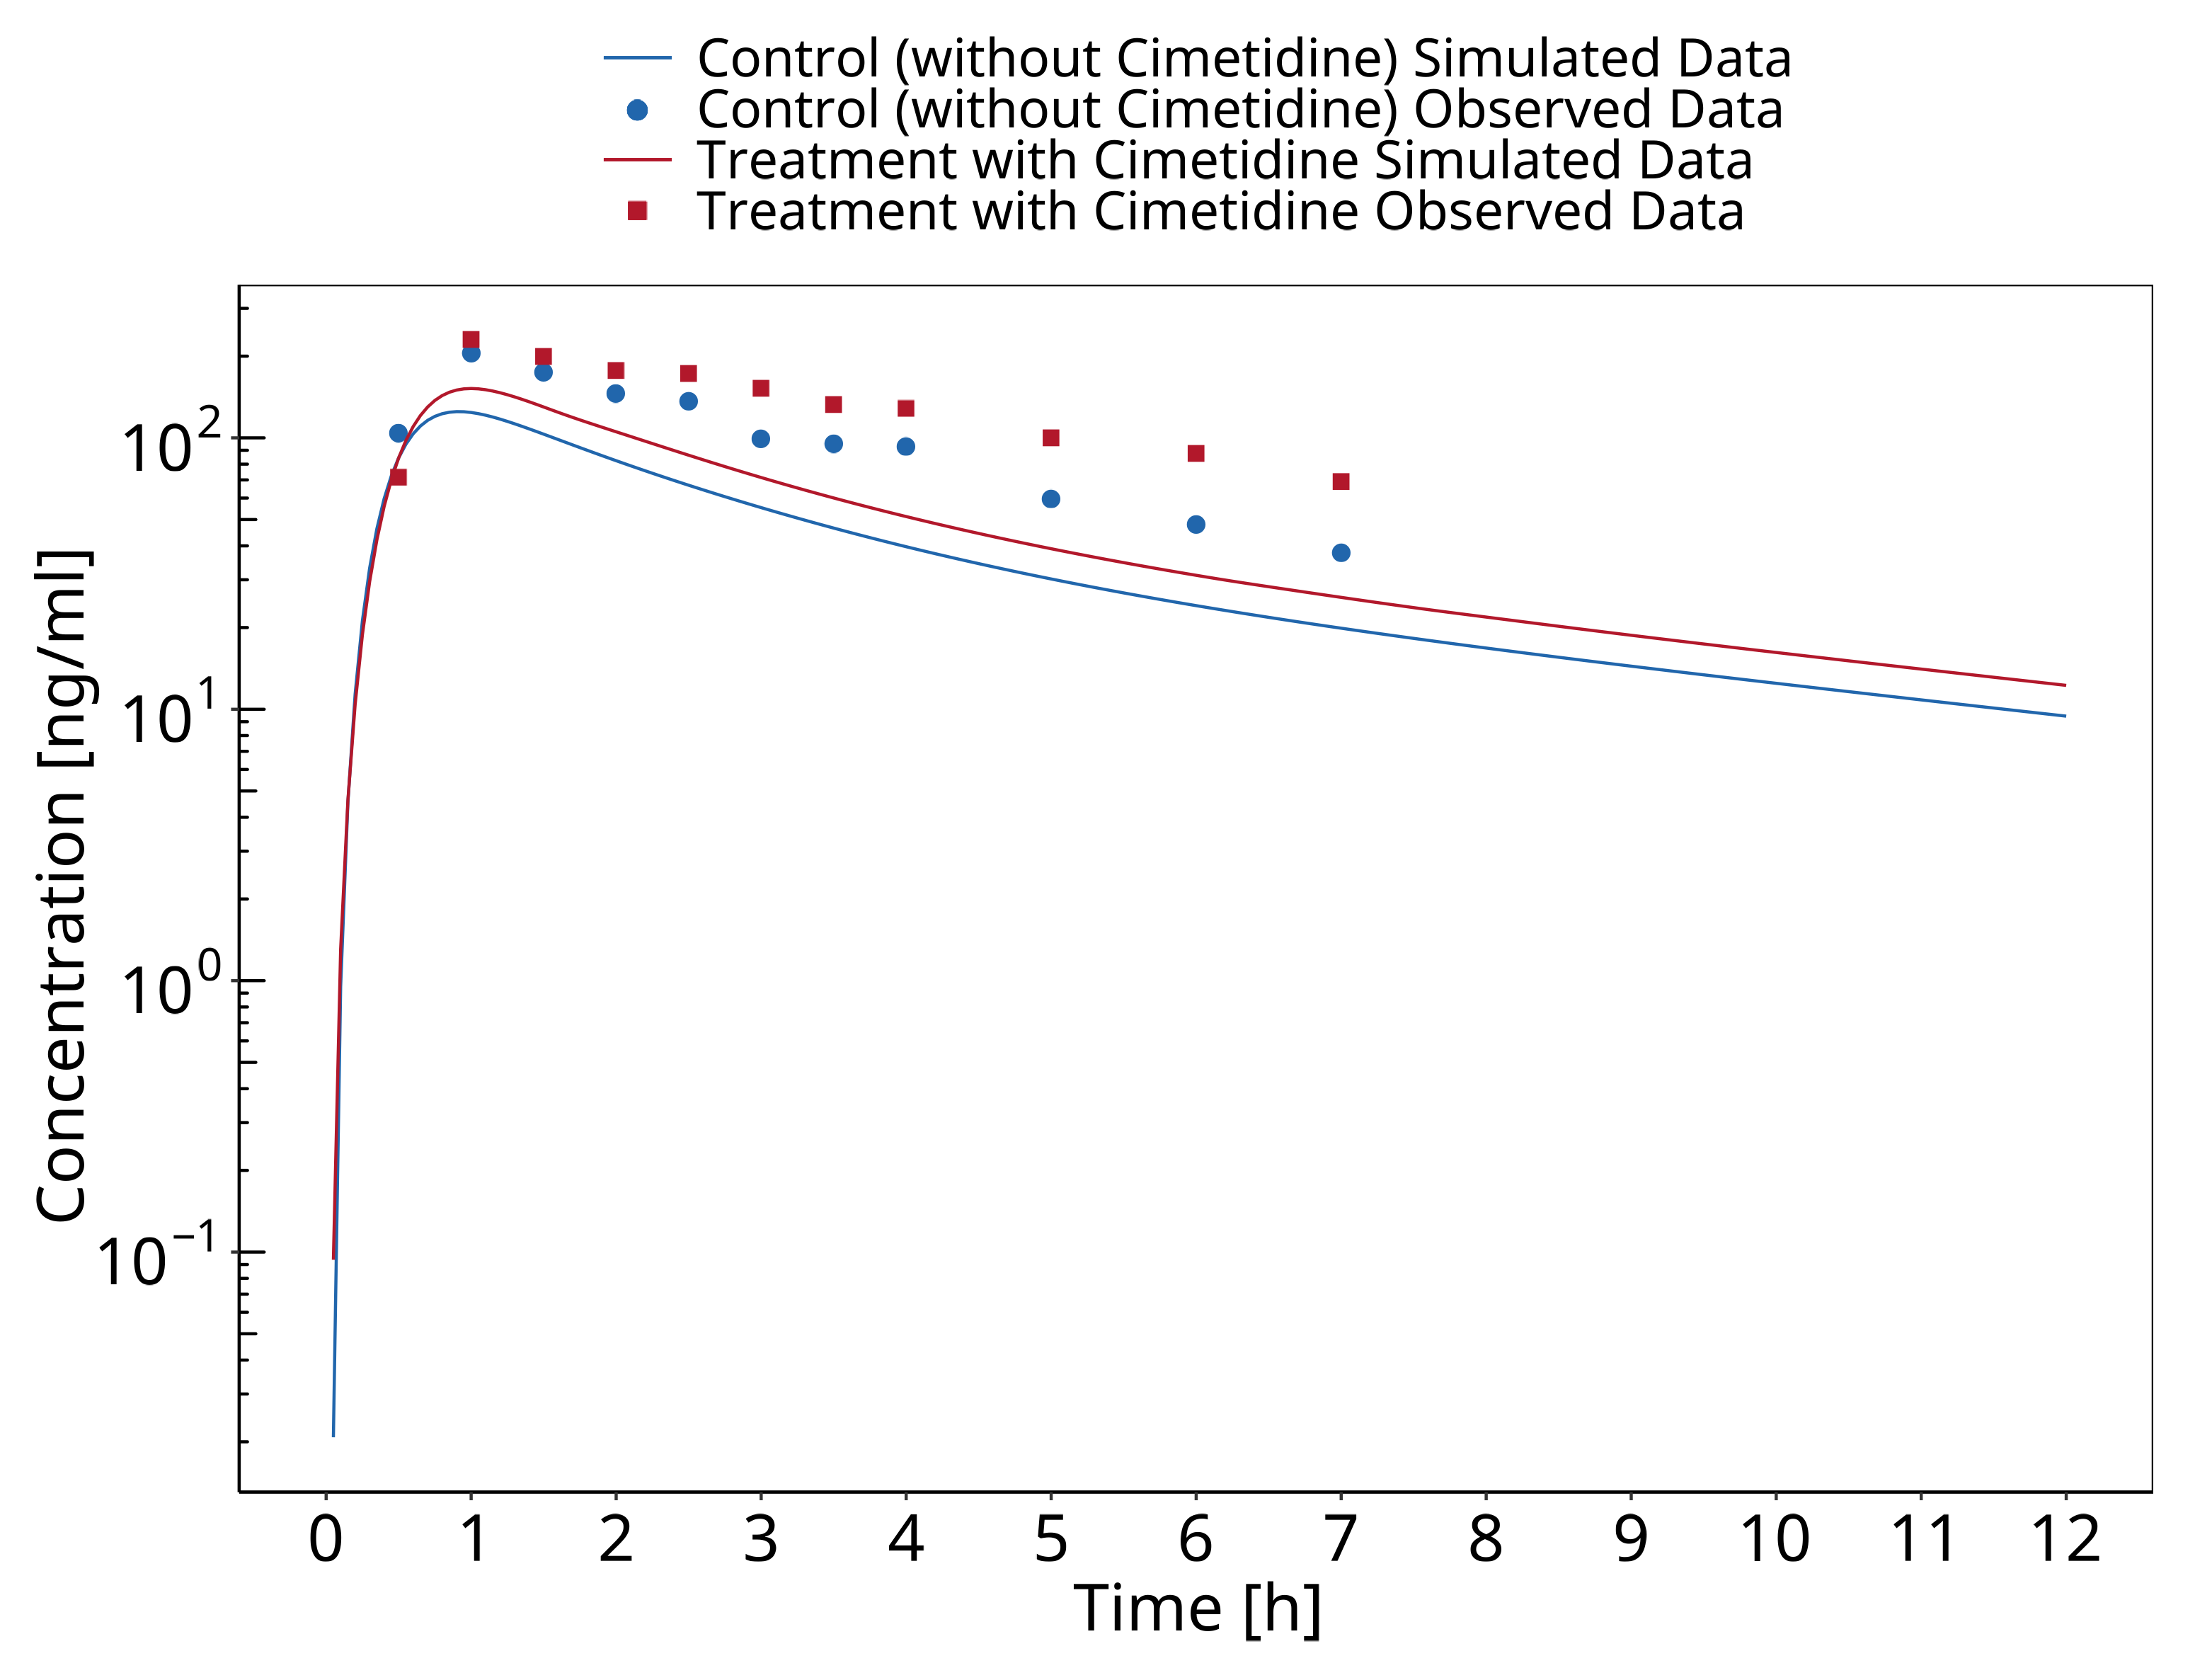 Control (without Cimetidine) Simulated Data
Control (without Cimetidine) Observed Data
Treatment with Cimetidine Simulated Data
Treatment with Cimetidine Observed Data
Concentration [ng/ml]
10²
10¹
10⁰
10⁻¹
0 1 2 3 4 5 6 7 8 9 10 11 12
Time [h]